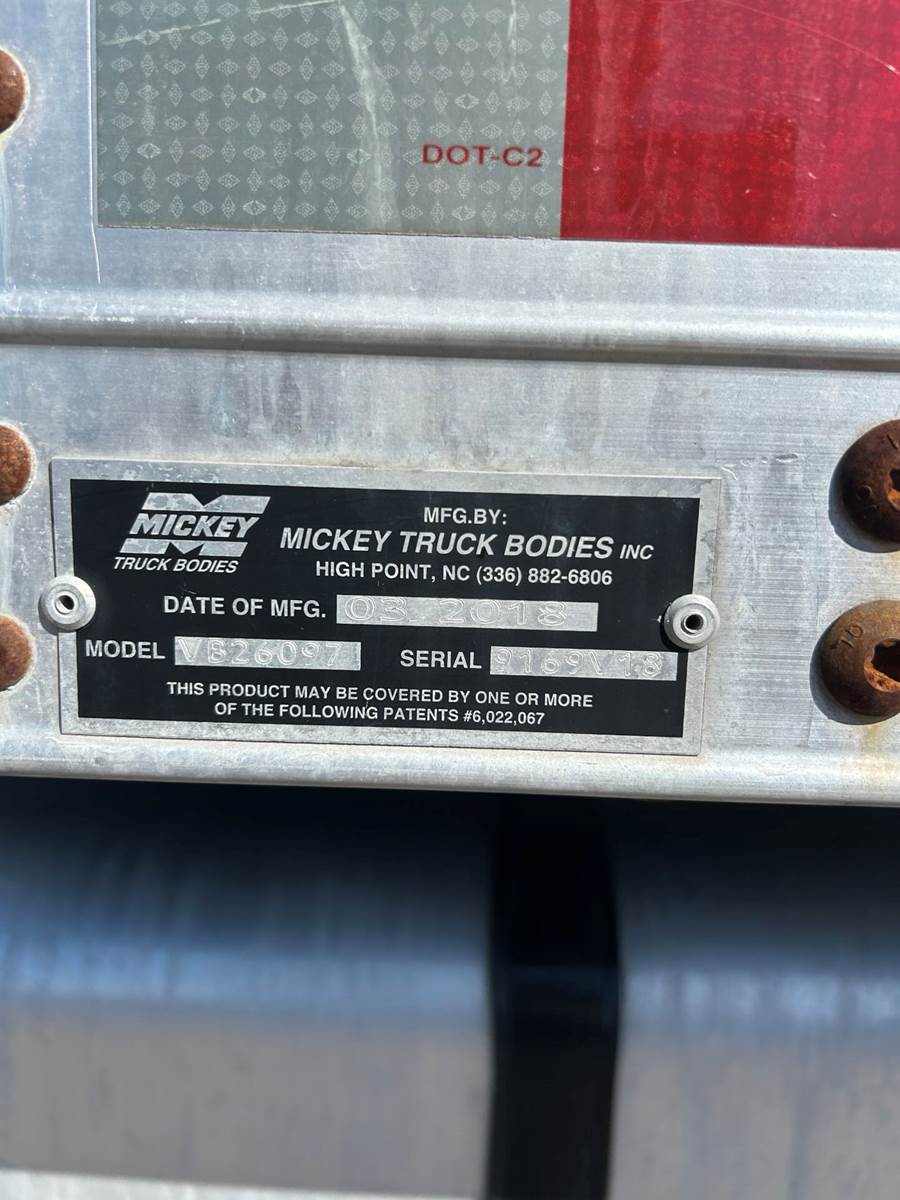 DOT-C2
MICKEY
TRUCK BODIES
MFG.BY:
MICKEY TRUCK BODIES INC
HIGH POINT, NC (336) 882-6806
DATE OF MFG. 03 2018
MODEL VB26097 SERIAL 9169V18
THIS PRODUCT MAY BE COVERED BY ONE OR MORE
OF THE FOLLOWING PATENTS #6,022,067